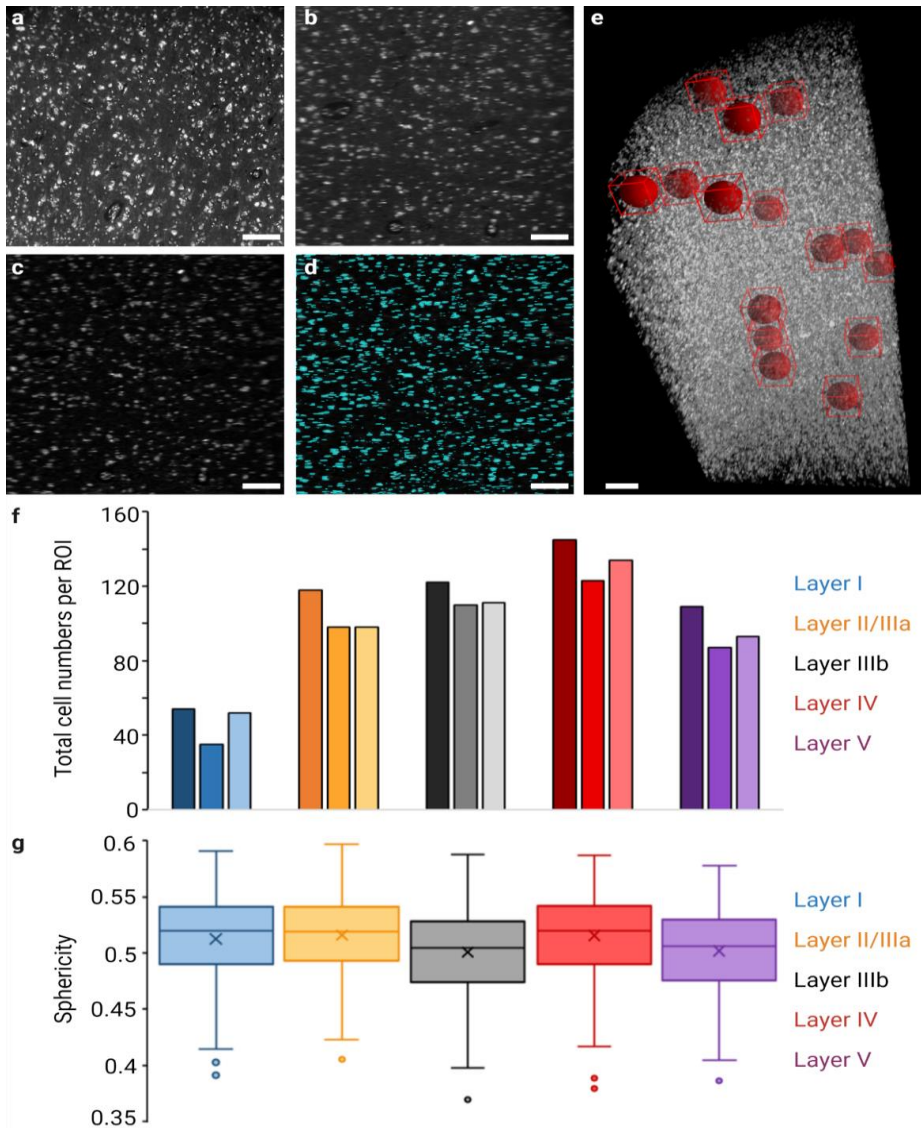 a
b
e
c
d
f
160
120
80
40
0
Total cell numbers per ROI
Layer I
Layer II/IIIa
Layer IIIb
Layer IV
Layer V
g
0.6
0.55
0.5
0.45
0.4
0.35
Sphericity
Layer I
Layer II/IIIa
Layer IIIb
Layer IV
Layer V